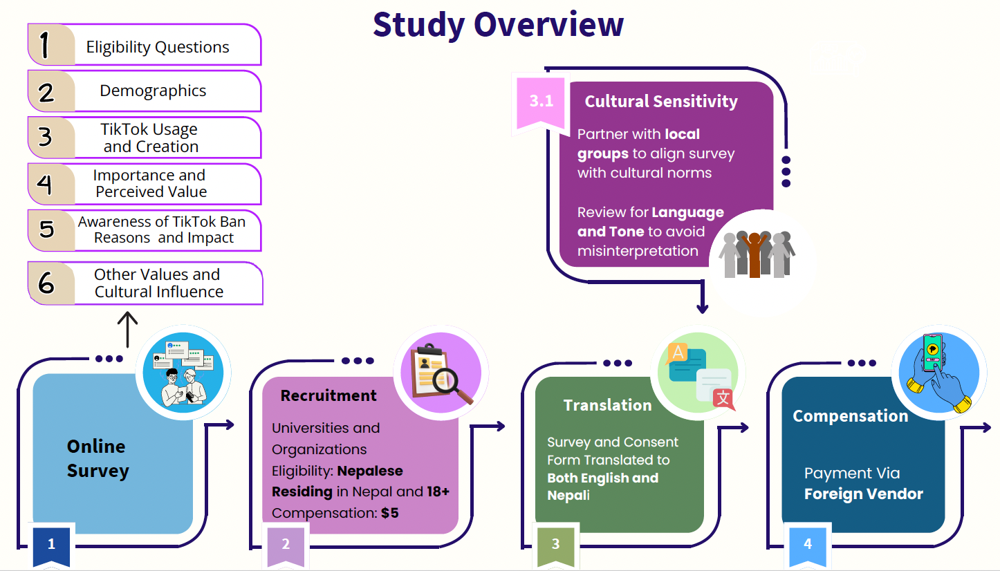 Study Overview
1
Eligibility Questions
2
Demographics
3
TikTok Usage
and Creation
4
Importance and
Perceived Value
5
Awareness of TikTok Ban
Reasons and Impact
6
Other Values and
Cultural Influence
3.1
Cultural Sensitivity
Partner with local
groups to align survey
with cultural norms
Review for Language
and Tone to avoid
misinterpretation
Online
Survey
1
Recruitment
Universities and
Organizations
Eligibility: Nepalese
Residing in Nepal and 18+
Compensation: $5
2
A
文
Translation
Survey and Consent
Form Translated to
Both English and
Nepali
3
Compensation
Payment Via
Foreign Vendor
4